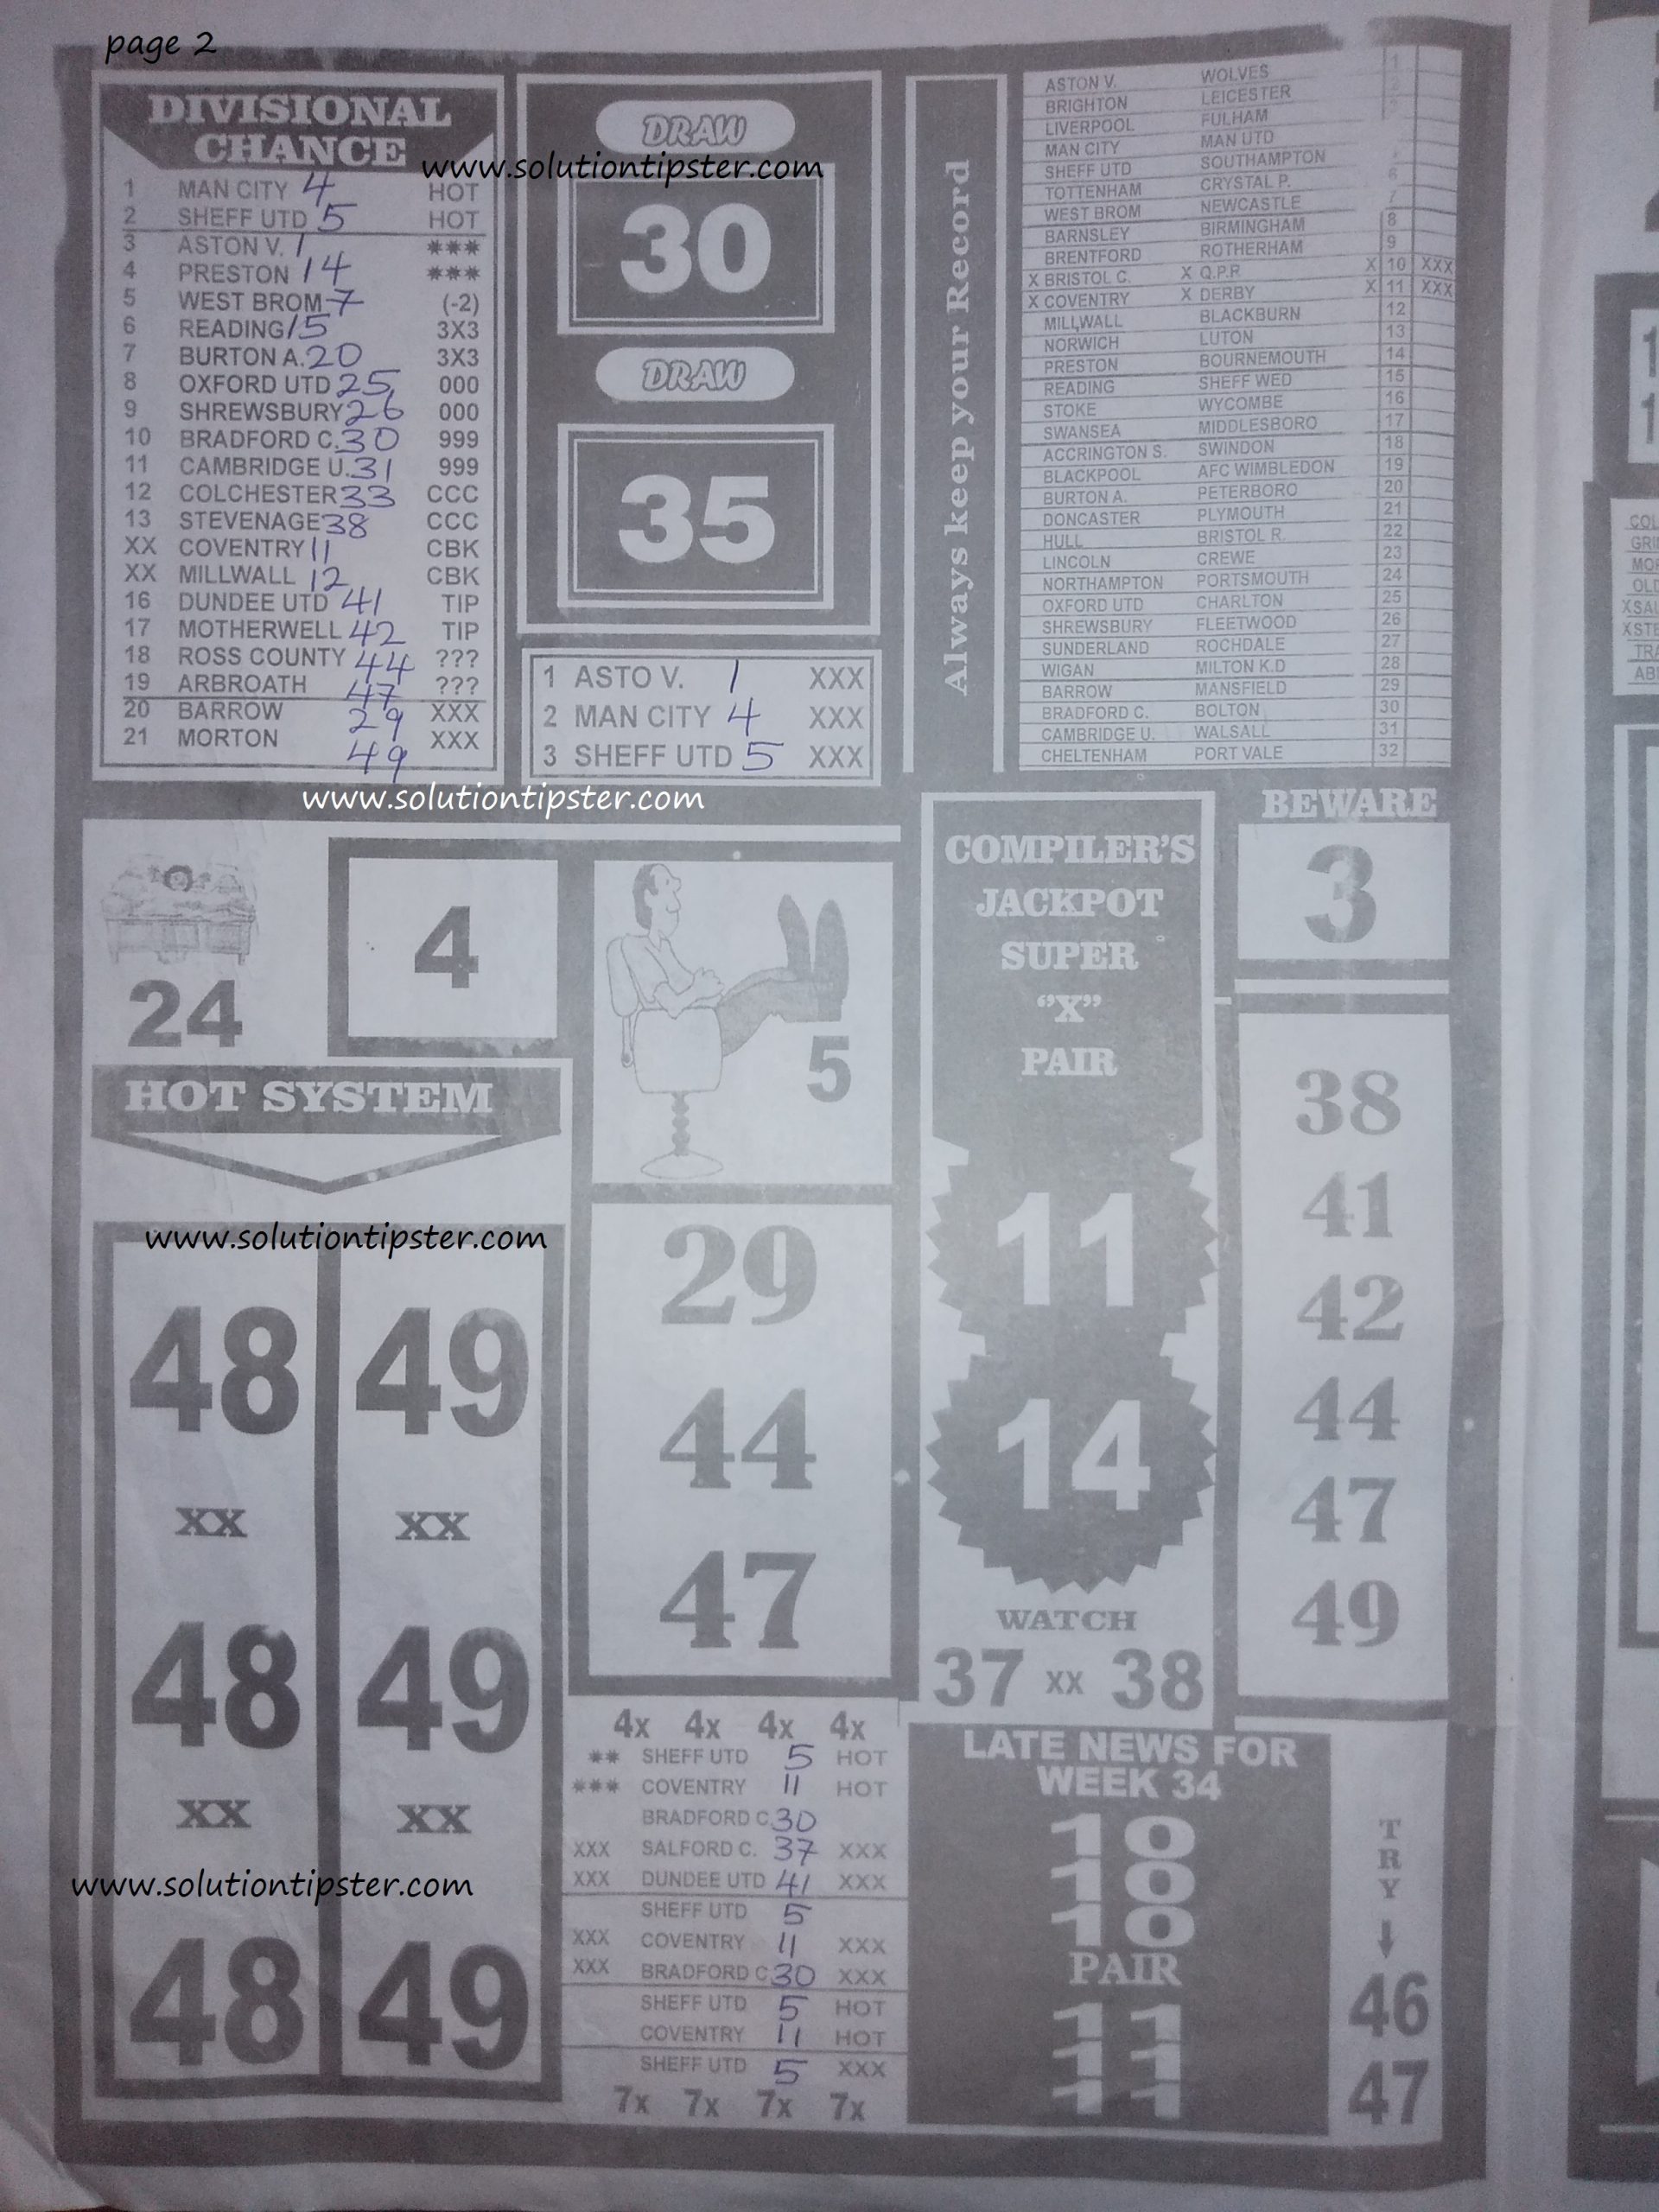 page 2
DIVISIONAL
CHANCE
www.solutiontipster.com
1 MAN CITY 4 HOT
2 SHEFF UTD 5 HOT
3 ASTON V. 1 ***
4 PRESTON 14 ***
5 WEST BROM 7 (-2)
6 READING 15 3X3
7 BURTON A. 20 3X3
8 OXFORD UTD 25 000
9 SHREWSBURY 26 000
10 BRADFORD C. 30 999
11 CAMBRIDGE U. 31 999
12 COLCHESTER 33 CCC
13 STEVENAGE 38 CCC
XX COVENTRY 11 CBK
XX MILLWALL 12 CBK
16 DUNDEE UTD 41 TIP
17 MOTHERWELL 42 TIP
18 ROSS COUNTY 44 ???
19 ARBROATH 47 ???
20 BARROW 29 XXX
21 MORTON 49 XXX
DRAW
30
DRAW
35
1 ASTO V. 1 XXX
2 MAN CITY 4 XXX
3 SHEFF UTD 5 XXX
Always keep your Record
ASTON V. WOLVES 1
BRIGHTON LEICESTER
LIVERPOOL FULHAM
MAN CITY MAN UTD
SHEFF UTD SOUTHAMPTON
TOTTENHAM CRYSTAL P. 6
WEST BROM NEWCASTLE 7
BARNSLEY BIRMINGHAM 8
BRENTFORD ROTHERHAM 9
X BRISTOL C. X Q.P.R X 10 XXX
X COVENTRY X DERBY X 11 XXX
MILLWALL BLACKBURN 12
NORWICH LUTON 13
PRESTON BOURNEMOUTH 14
READING SHEFF WED 15
STOKE WYCOMBE 16
SWANSEA MIDDLESBORO 17
ACCRINGTON S. SWINDON 18
BLACKPOOL AFC WIMBLEDON 19
BURTON A. PETERBORO 20
DONCASTER PLYMOUTH 21
HULL BRISTOL R. 22
LINCOLN CREWE 23
NORTHAMPTON PORTSMOUTH 24
OXFORD UTD CHARLTON 25
SHREWSBURY FLEETWOOD 26
SUNDERLAND ROCHDALE 27
WIGAN MILTON K.D 28
BARROW MANSFIELD 29
BRADFORD C. BOLTON 30
CAMBRIDGE U. WALSALL 31
CHELTENHAM PORT VALE 32
www.solutiontipster.com
24
4
5
HOT SYSTEM
www.solutiontipster.com
48 49
XX XX
48 49
XX XX
www.solutiontipster.com
48 49
29
44
47
4x 4x 4x 4x
** SHEFF UTD 5 HOT
*** COVENTRY 11 HOT
BRADFORD C. 30
XXX SALFORD C. 37 XXX
XXX DUNDEE UTD 41 XXX
SHEFF UTD 5
XXX COVENTRY 11 XXX
XXX BRADFORD C 30 XXX
SHEFF UTD 5 HOT
COVENTRY 11 HOT
SHEFF UTD 5 XXX
7x 7x 7x 7x
COMPILER'S
JACKPOT
SUPER
"X"
PAIR
11
14
WATCH
37 XX 38
BEWARE
3
38
41
42
44
47
49
LATE NEWS FOR
WEEK 34
10
10
10
PAIR
11
11
11
TRY
46
47